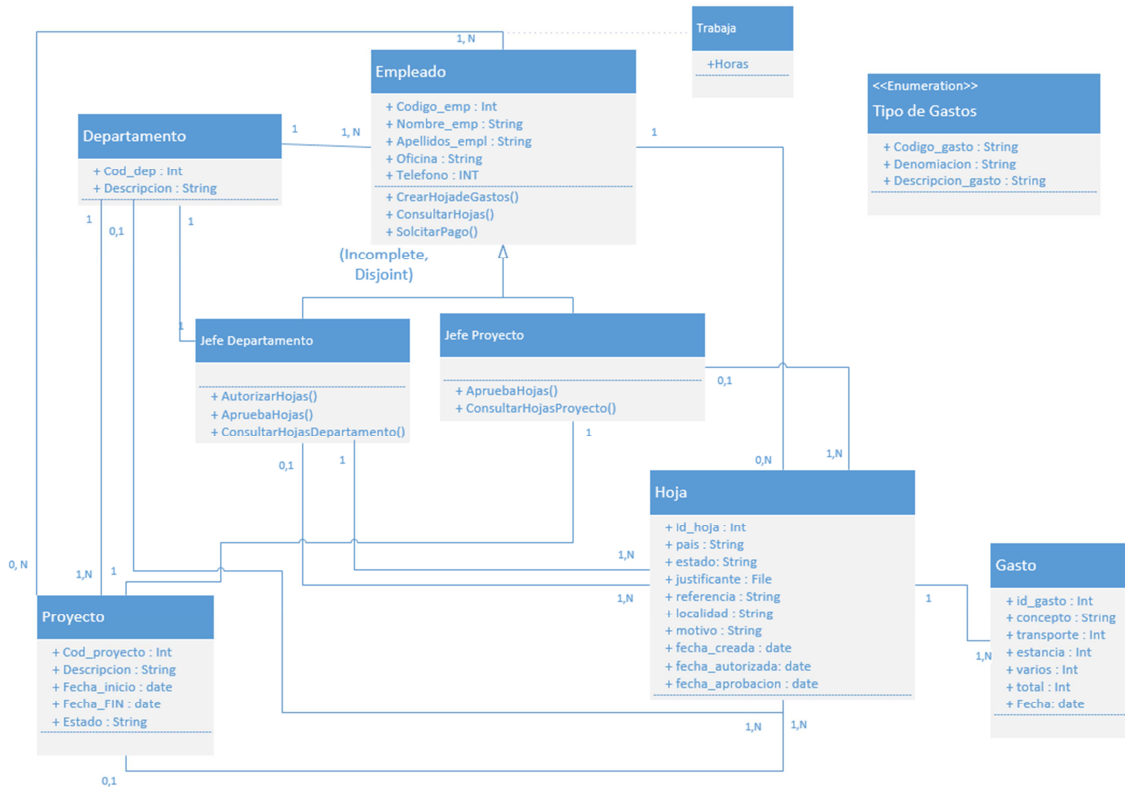 Trabaja
+Horas
1, N
Empleado
+ Codigo_emp : Int
+ Nombre_emp : String
+ Apellidos_empl : String
+ Oficina : String
+ Telefono : INT
+ CrearHojadeGastos()
+ ConsultarHojas()
+ SolcitarPago()
<<Enumeration>>
Tipo de Gastos
+ Codigo_gasto : String
+ Denomiacion : String
+ Descripcion_gasto : String
Departamento
+ Cod_dep : Int
+ Descripcion : String
1
1, N
1
1
0,1
1
(Incomplete,
Disjoint)
1
Jefe Departamento
+ AutorizarHojas()
+ ApruebaHojas()
+ ConsultarHojasDepartamento()
Jefe Proyecto
+ ApruebaHojas()
+ ConsultarHojasProyecto()
0,1
1
0,1
1
0,N
1,N
Hoja
+ Id_hoja : Int
+ pais : String
+ estado: String
+ justificante : File
+ referencia : String
+ localidad : String
+ motivo : String
+ fecha_creada : date
+ fecha_autorizada: date
+ fecha_aprobacion : date
1,N
1,N
0, N
1,N
1
Proyecto
+ Cod_proyecto : Int
+ Descripcion : String
+ Fecha_inicio : date
+ Fecha_FIN : date
+ Estado : String
Gasto
+ id_gasto : Int
+ concepto : String
+ transporte : Int
+ estancia : Int
+ varios : Int
+ total : Int
+ Fecha: date
1
1,N
1,N
1,N
0,1